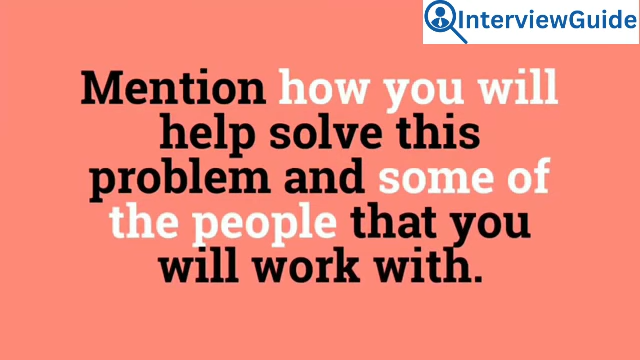 InterviewGuide
Mention how you will
help solve this
problem and some of
the people that you
will work with.